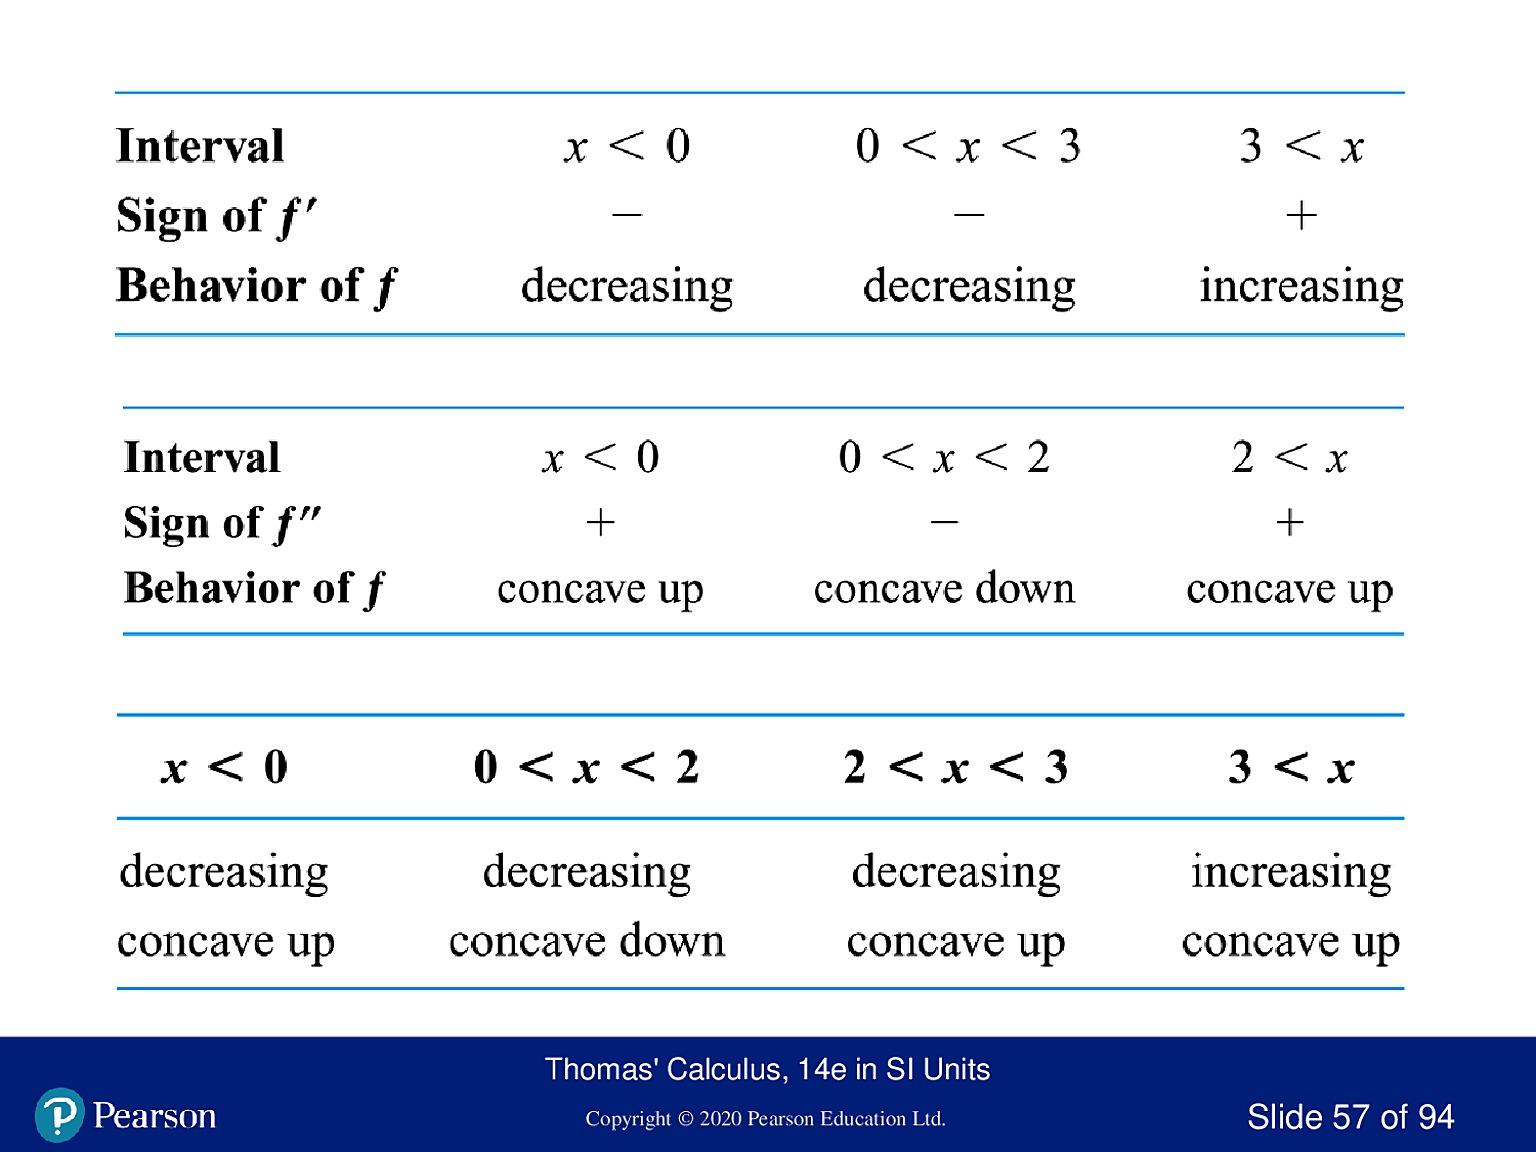 Interval x < 0 0 < x < 3 3 < x
Sign of f′ − − +
Behavior of f decreasing decreasing increasing
Interval x < 0 0 < x < 2 2 < x
Sign of f″ + − +
Behavior of f concave up concave down concave up
x < 0 0 < x < 2 2 < x < 3 3 < x
decreasing decreasing decreasing increasing
concave up concave down concave up concave up
Thomas' Calculus, 14e in SI Units
Pearson Copyright © 2020 Pearson Education Ltd. Slide 57 of 94